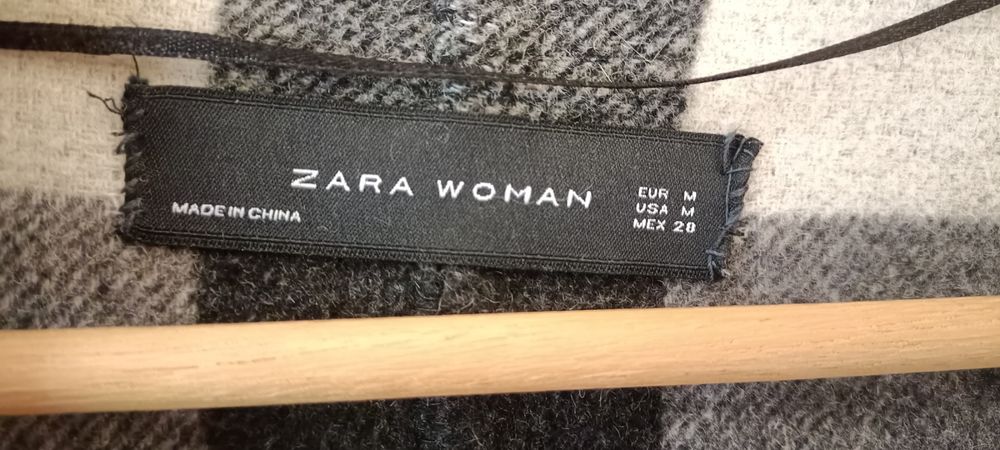 ZARA WOMAN
MADE IN CHINA
EUR M
USA M
MEX 28